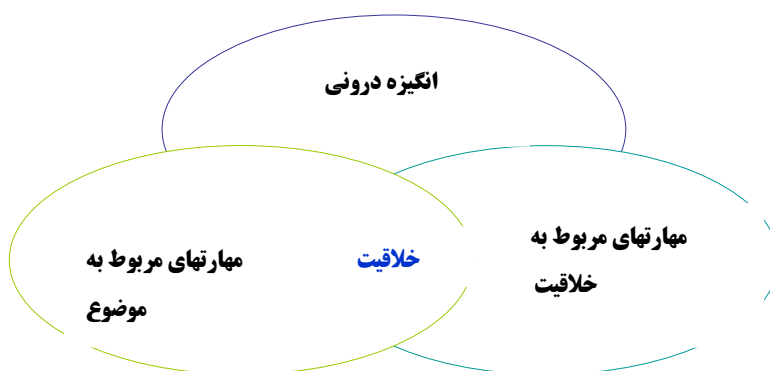 انگیزه درونی
مهارتهای مربوط به
خلاقیت
خلاقیت
مهارتهای مربوط به
موضوع